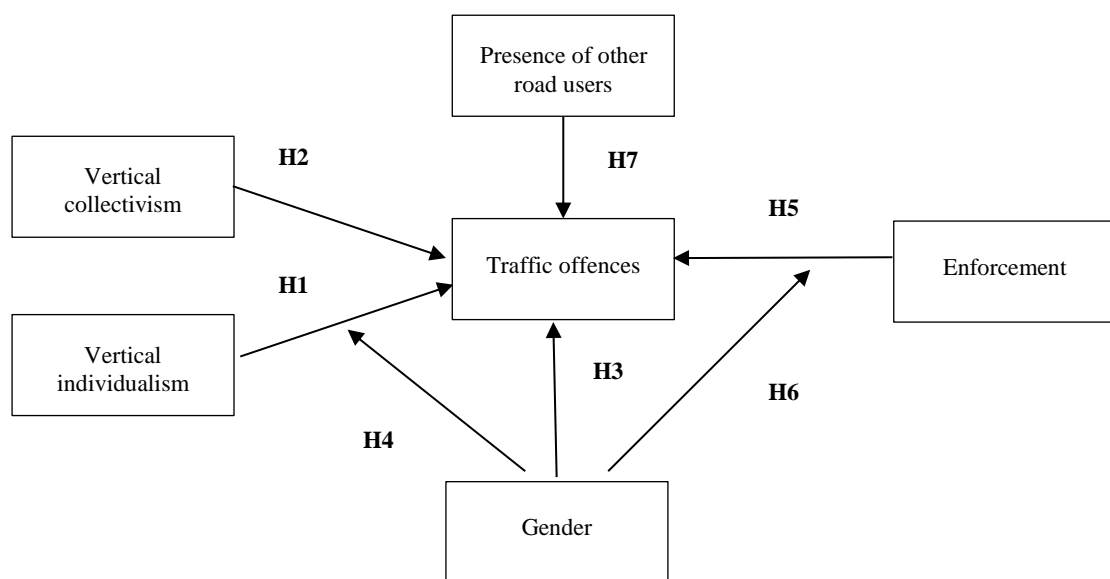 Presence of other
road users
H2
H7
Vertical
collectivism
H5
Traffic offences
Enforcement
H1
Vertical
individualism
H3
H6
H4
Gender